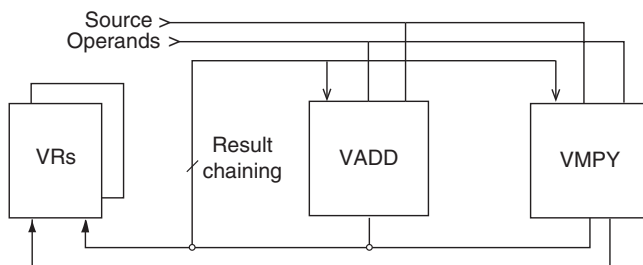 Source
Operands
VRs
Result
chaining
VADD
VMPY